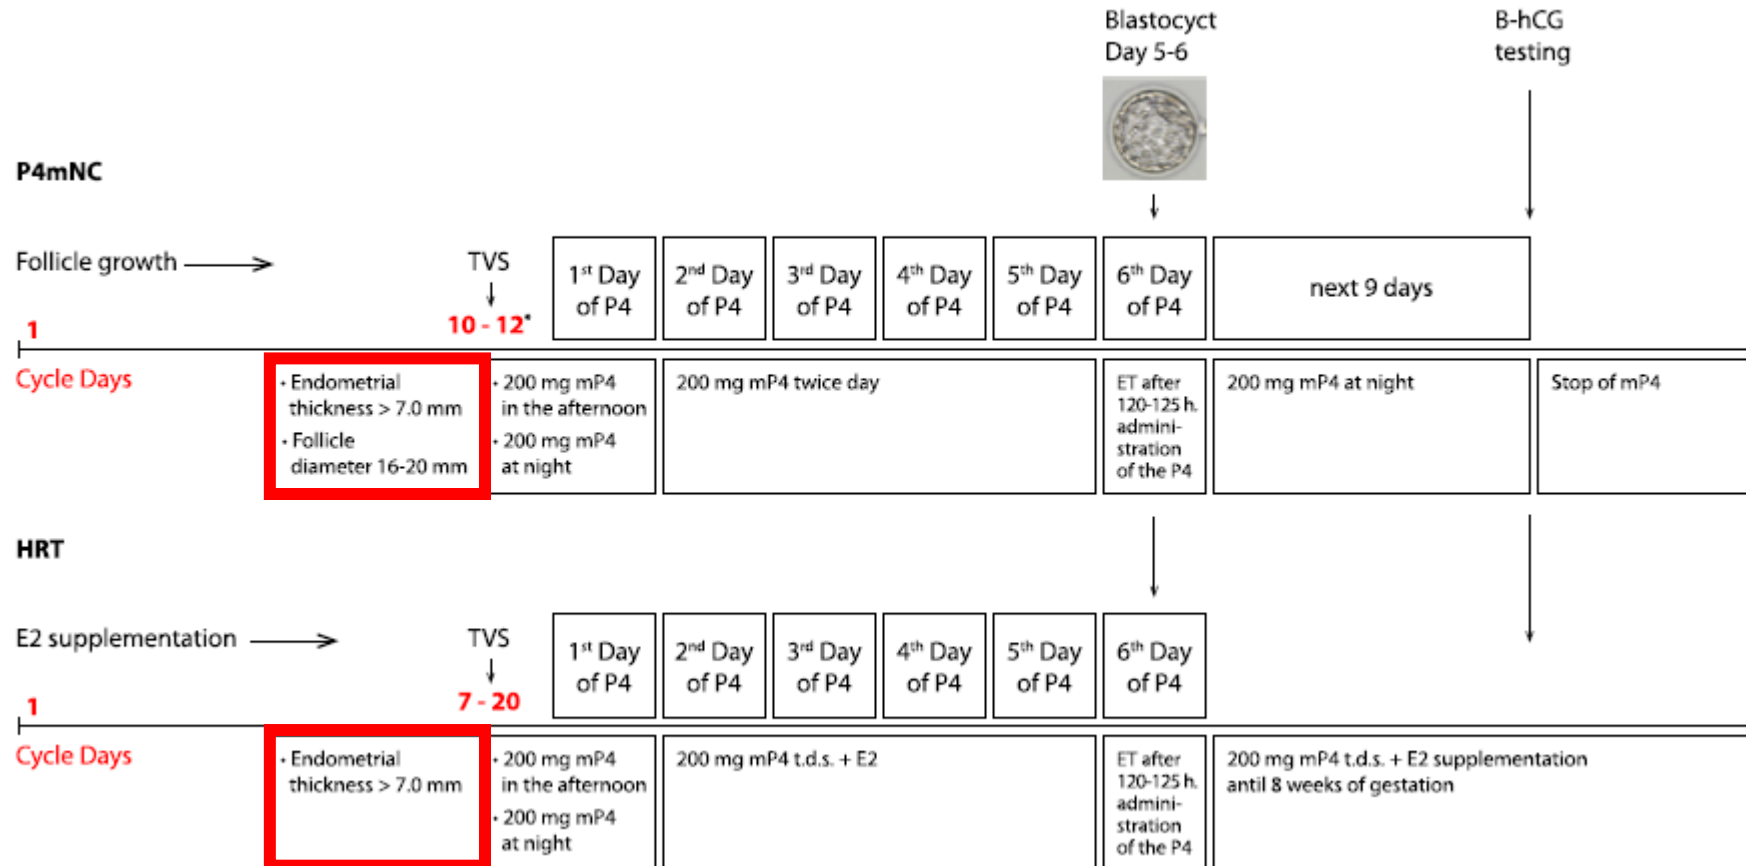 Blastocyct
Day 5-6
B-hCG
testing
P4mNC
Follicle growth
TVS
1
10 - 12*
1st Day
of P4
2nd Day
of P4
3rd Day
of P4
4th Day
of P4
5th Day
of P4
6th Day
of P4
next 9 days
Cycle Days
• Endometrial
thickness > 7.0 mm
• Follicle
diameter 16-20 mm
• 200 mg mP4
in the afternoon
• 200 mg mP4
at night
200 mg mP4 twice day
ET after
120-125 h.
admini-
stration
of the P4
200 mg mP4 at night
Stop of mP4
HRT
E2 supplementation
TVS
1
7 - 20
1st Day
of P4
2nd Day
of P4
3rd Day
of P4
4th Day
of P4
5th Day
of P4
6th Day
of P4
Cycle Days
• Endometrial
thickness > 7.0 mm
• 200 mg mP4
in the afternoon
• 200 mg mP4
at night
200 mg mP4 t.d.s. + E2
ET after
120-125 h.
admini-
stration
of the P4
200 mg mP4 t.d.s. + E2 supplementation
antil 8 weeks of gestation